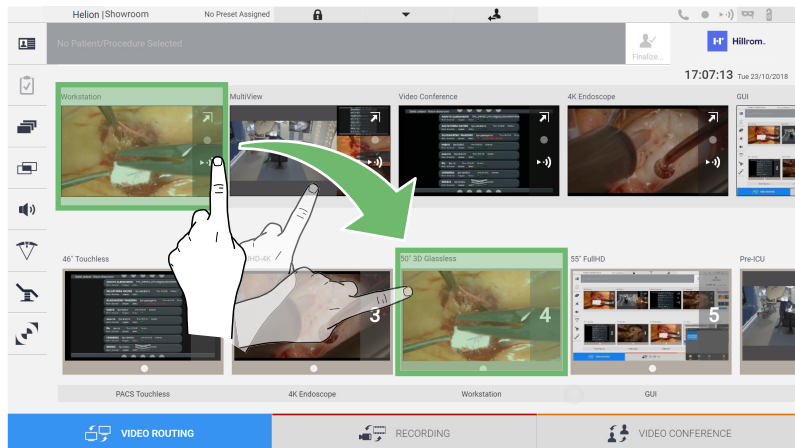 Helion | Showroom
No Preset Assigned
No Patient/Procedure Selected
Finalize...
H-R Hillrom.
17:07:13 Tue 23/10/2018
Workstation
MultiView
Video Conference
4K Endoscope
GUI
46" Touchless
HD-4K
50" 3D Glassless
55" FullHD
Pre-ICU
3
4
5
PACS Touchless
4K Endoscope
Workstation
GUI
VIDEO ROUTING
RECORDING
VIDEO CONFERENCE